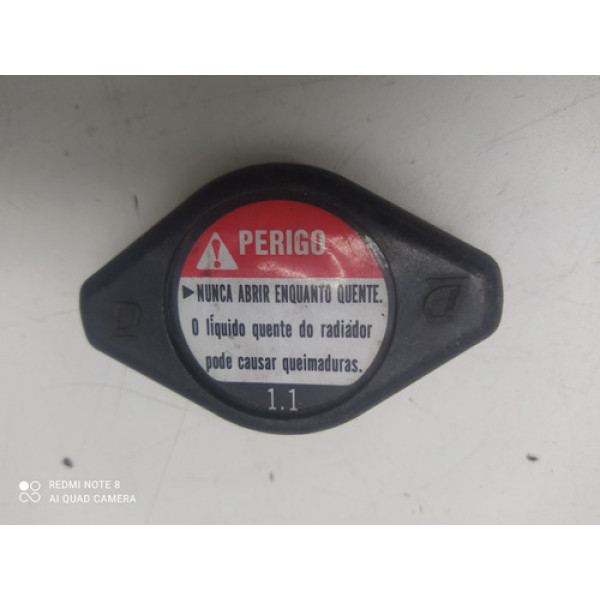 PERIGO
►NUNCA ABRIR ENQUANTO QUENTE.
O líquido quente do radiador
pode causar queimaduras.
1.1
REDMI NOTE 8
AI QUAD CAMERA